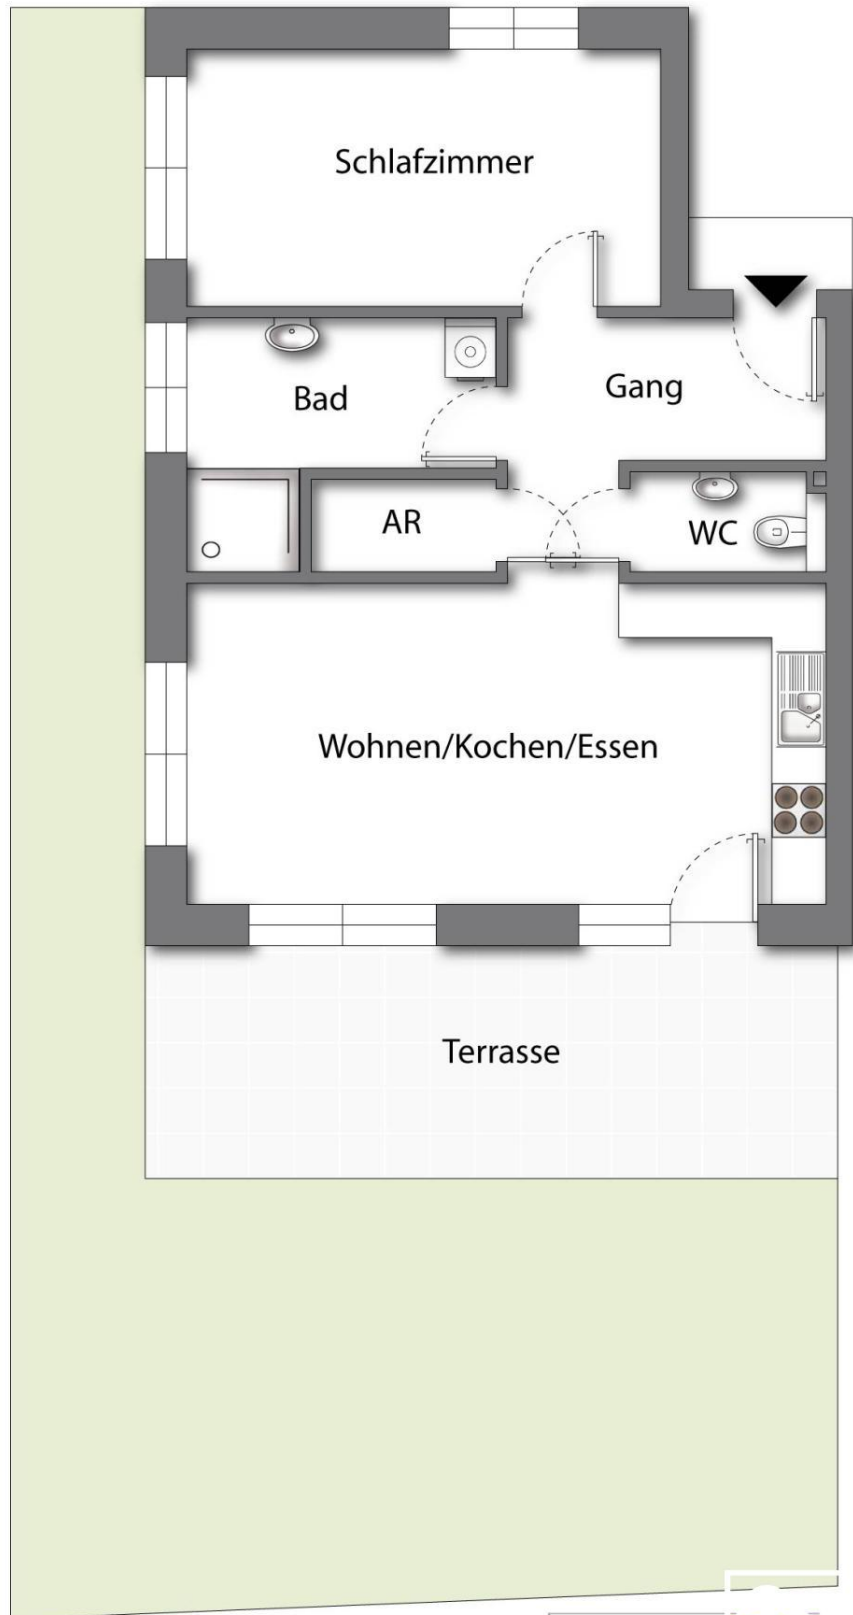 Schlafzimmer
Bad
Gang
AR
WC
Wohnen/Kochen/Essen
Terrasse